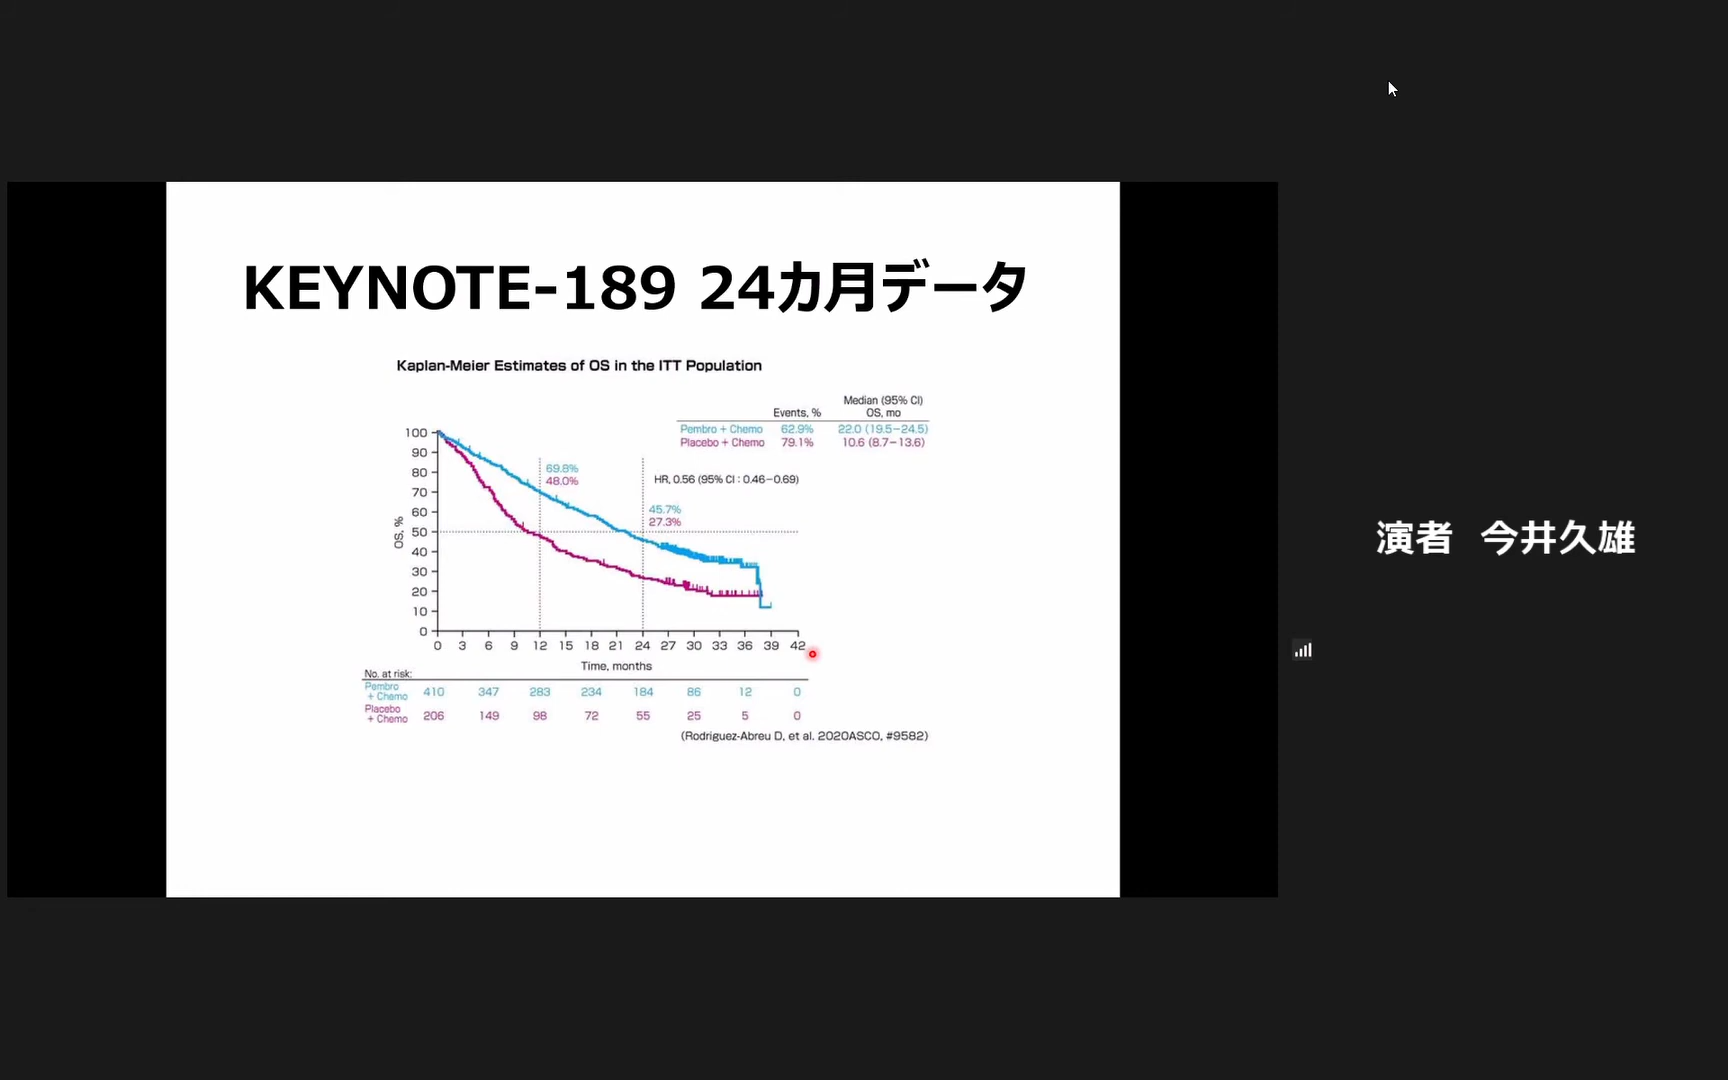 KEYNOTE-189 24カ月データ
Kaplan-Meier Estimates of OS in the ITT Population
Median (95% CI)
Events, % OS, mo
Pembro + Chemo 62.9% 22.0 (19.5−24.5)
Placebo + Chemo 79.1% 10.6 (8.7−13.6)
HR, 0.56 (95% CI : 0.46−0.69)
69.8%
48.0%
45.7%
27.3%
OS, %
100
90
80
70
60
50
40
30
20
10
0
0 3 6 9 12 15 18 21 24 27 30 33 36 39 42
Time, months
No. at risk:
Pembro
+ Chemo 410 347 283 234 184 86 12 0
Placebo
+ Chemo 206 149 98 72 55 25 5 0
(Rodriguez-Abreu D, et al. 2020ASCO, #9582)
演者 今井久雄